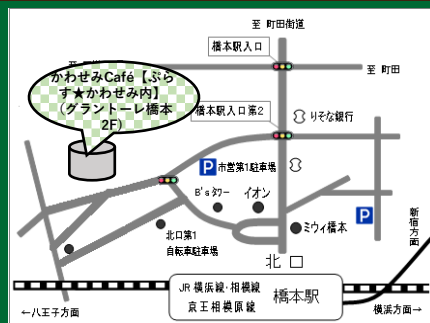 至 町田街道
橋本駅入口
至 町田
かわせみCafé【ぷら
す★かわせみ内】
(グラントーレ橋本
2F)
橋本駅入口第2
りそな銀行
P 市営第1駐車場
B'sタワー
イオン
P
北口第1
自転車駐車場
ミウィ橋本
新宿方面
北 口
JR 横浜線・相模線
京王相模原線
橋本駅
←八王子方面
横浜方面→